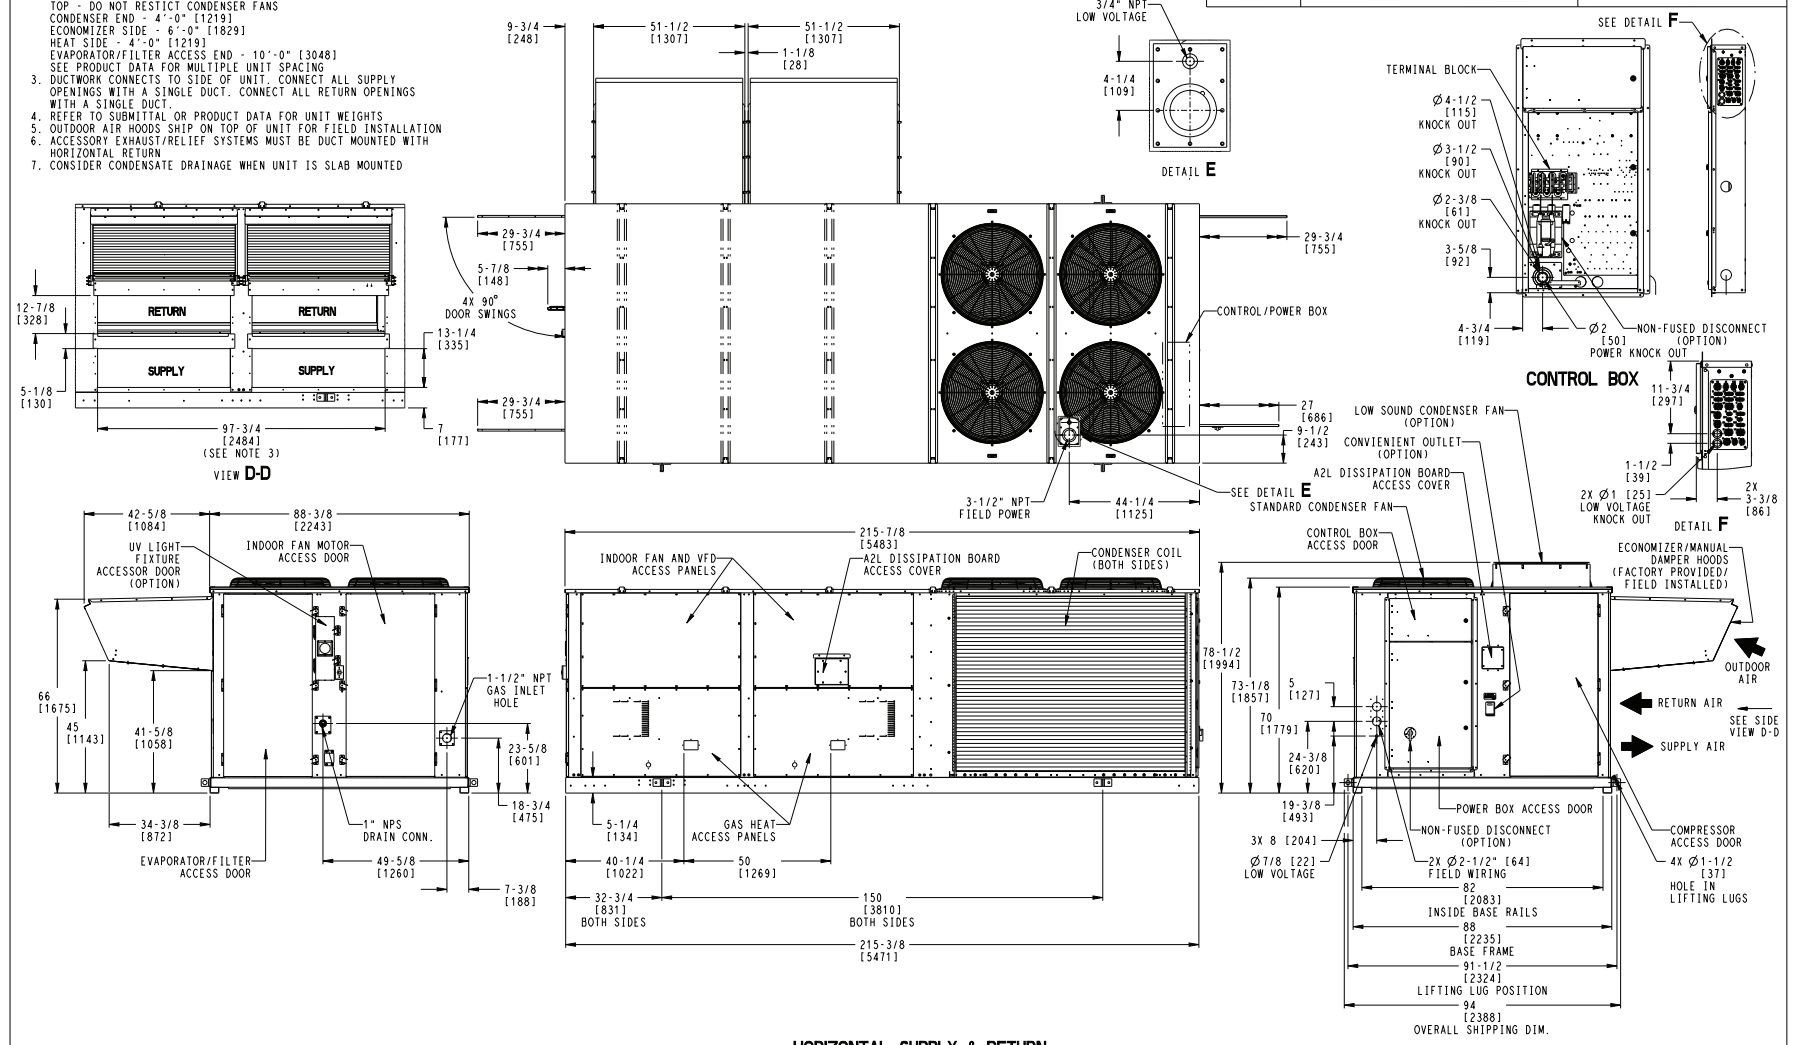 TOP - DO NOT RESTICT CONDENSER FANS
CONDENSER END - 4'-0" [1219]
ECONOMIZER SIDE - 6'-0" [1829]
HEAT SIDE - 4'-0" [1219]
EVAPORATOR/FILTER ACCESS END - 10'-0" [3048]
SEE PRODUCT DATA FOR MULTIPLE UNIT SPACING
3. DUCTWORK CONNECTS TO SIDE OF UNIT. CONNECT ALL SUPPLY
OPENINGS WITH A SINGLE DUCT. CONNECT ALL RETURN OPENINGS
WITH A SINGLE DUCT.
4. REFER TO SUBMITTAL OR PRODUCT DATA FOR UNIT WEIGHTS
5. OUTDOOR AIR HOODS SHIP ON TOP OF UNIT FOR FIELD INSTALLATION
6. ACCESSORY EXHAUST/RELIEF SYSTEMS MUST BE DUCT MOUNTED WITH
HORIZONTAL RETURN
7. CONSIDER CONDENSATE DRAINAGE WHEN UNIT IS SLAB MOUNTED
RETURN
RETURN
SUPPLY
SUPPLY
12-7/8
[328]
5-1/8
[130]
13-1/4
[335]
7
[177]
97-3/4
[2484]
(SEE NOTE 3)
VIEW D-D
9-3/4
[248]
51-1/2
[1307]
51-1/2
[1307]
1-1/8
[28]
29-3/4
[755]
5-7/8
[148]
4X 90°
DOOR SWINGS
29-3/4
[755]
29-3/4
[755]
CONTROL/POWER BOX
27
[686]
9-1/2
[243]
SEE DETAIL E
3-1/2" NPT
FIELD POWER
44-1/4
[1125]
3/4" NPT
LOW VOLTAGE
4-1/4
[109]
DETAIL E
SEE DETAIL F
TERMINAL BLOCK
Ø4-1/2
[115]
KNOCK OUT
Ø3-1/2
[90]
KNOCK OUT
Ø2-3/8
[61]
KNOCK OUT
3-5/8
[92]
4-3/4
[119]
Ø2
[50]
POWER KNOCK OUT
NON-FUSED DISCONNECT
(OPTION)
CONTROL BOX
11-3/4
[297]
1-1/2
[39]
2X Ø1 [25]
LOW VOLTAGE
KNOCK OUT
2X
3-3/8
[86]
DETAIL F
42-5/8
[1084]
88-3/8
[2243]
UV LIGHT
FIXTURE
ACCESSOR DOOR
(OPTION)
INDOOR FAN MOTOR
ACCESS DOOR
66
[1675]
45
[1143]
41-5/8
[1058]
1-1/2" NPT
GAS INLET
HOLE
23-5/8
[601]
18-3/4
[475]
34-3/8
[872]
1" NPS
DRAIN CONN.
EVAPORATOR/FILTER
ACCESS DOOR
49-5/8
[1260]
7-3/8
[188]
215-7/8
[5483]
INDOOR FAN AND VFD
ACCESS PANELS
A2L DISSIPATION BOARD
ACCESS COVER
CONDENSER COIL
(BOTH SIDES)
5-1/4
[134]
GAS HEAT
ACCESS PANELS
40-1/4
[1022]
50
[1269]
32-3/4
[831]
BOTH SIDES
150
[3810]
BOTH SIDES
215-3/8
[5471]
LOW SOUND CONDENSER FAN
(OPTION)
CONVIENIENT OUTLET
(OPTION)
A2L DISSIPATION BOARD
ACCESS COVER
STANDARD CONDENSER FAN
CONTROL BOX
ACCESS DOOR
ECONOMIZER/MANUAL
DAMPER HOODS
(FACTORY PROVIDED/
FIELD INSTALLED)
78-1/2
[1994]
73-1/8
[1857]
70
[1779]
5
[127]
24-3/8
[620]
19-3/8
[493]
OUTDOOR
AIR
RETURN AIR
SEE SIDE
VIEW D-D
SUPPLY AIR
POWER BOX ACCESS DOOR
NON-FUSED DISCONNECT
(OPTION)
3X 8 [204]
Ø7/8 [22]
LOW VOLTAGE
2X Ø2-1/2" [64]
FIELD WIRING
COMPRESSOR
ACCESS DOOR
4X Ø1-1/2
[37]
HOLE IN
LIFTING LUGS
82
[2083]
INSIDE BASE RAILS
88
[2235]
BASE FRAME
91-1/2
[2324]
LIFTING LUG POSITION
94
[2388]
OVERALL SHIPPING DIM.
HORIZONTAL SUPPLY & RETURN